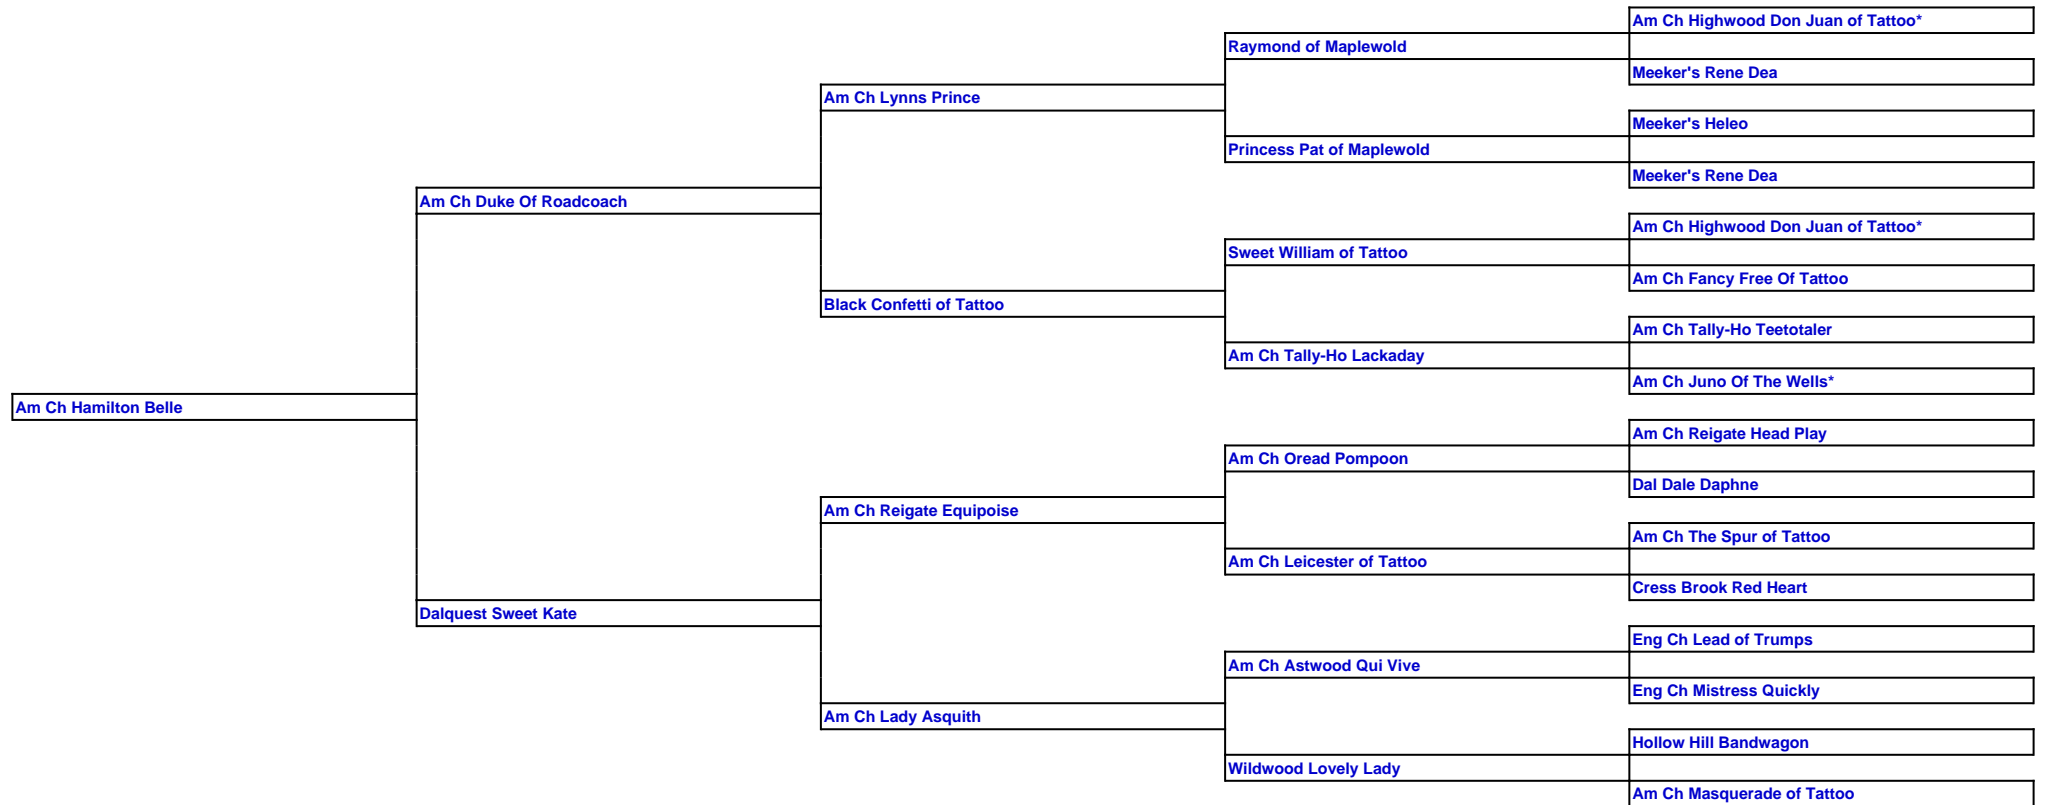 Am Ch Highwood Don Juan of Tattoo*
Raymond of Maplewold
Meeker's Rene Dea
Am Ch Lynns Prince
Meeker's Heleo
Princess Pat of Maplewold
Meeker's Rene Dea
Am Ch Duke Of Roadcoach
Am Ch Highwood Don Juan of Tattoo*
Sweet William of Tattoo
Am Ch Fancy Free Of Tattoo
Black Confetti of Tattoo
Am Ch Tally-Ho Teetotaler
Am Ch Tally-Ho Lackaday
Am Ch Juno Of The Wells*
Am Ch Hamilton Belle
Am Ch Reigate Head Play
Am Ch Oread Pompoon
Dal Dale Daphne
Am Ch Reigate Equipoise
Am Ch The Spur of Tattoo
Am Ch Leicester of Tattoo
Cress Brook Red Heart
Dalquest Sweet Kate
Eng Ch Lead of Trumps
Am Ch Astwood Qui Vive
Eng Ch Mistress Quickly
Am Ch Lady Asquith
Hollow Hill Bandwagon
Wildwood Lovely Lady
Am Ch Masquerade of Tattoo